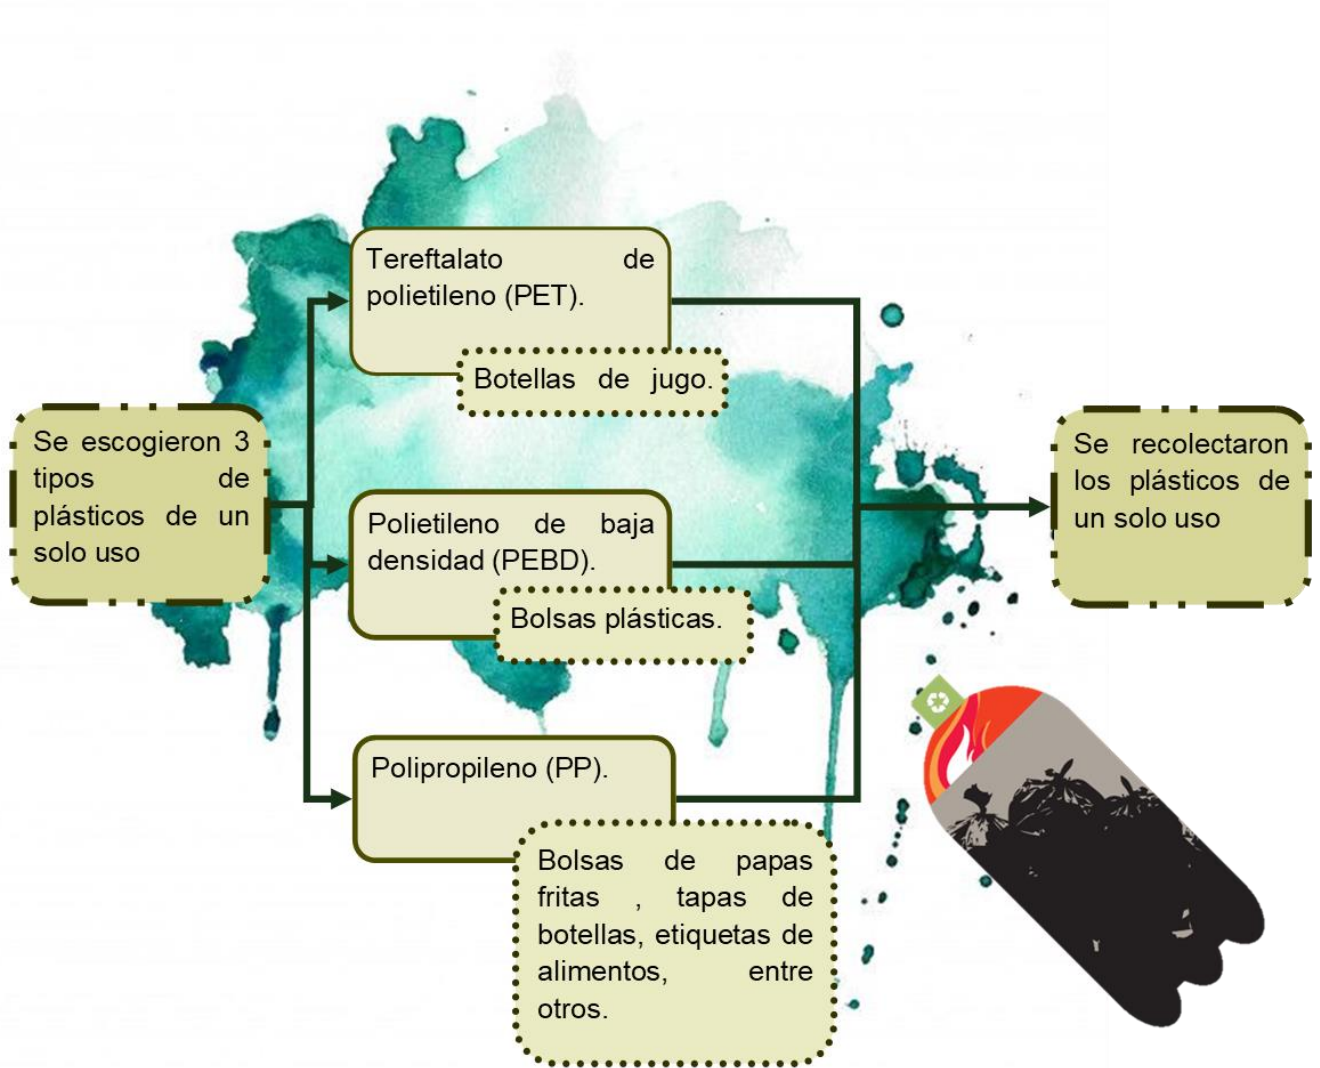 Se escogieron 3
tipos de
plásticos de un
solo uso
Tereftalato de
polietileno (PET).
Botellas de jugo.
Polietileno de baja
densidad (PEBD).
Bolsas plásticas.
Polipropileno (PP).
Bolsas de papas
fritas , tapas de
botellas, etiquetas de
alimentos, entre
otros.
Se recolectaron
los plásticos de
un solo uso